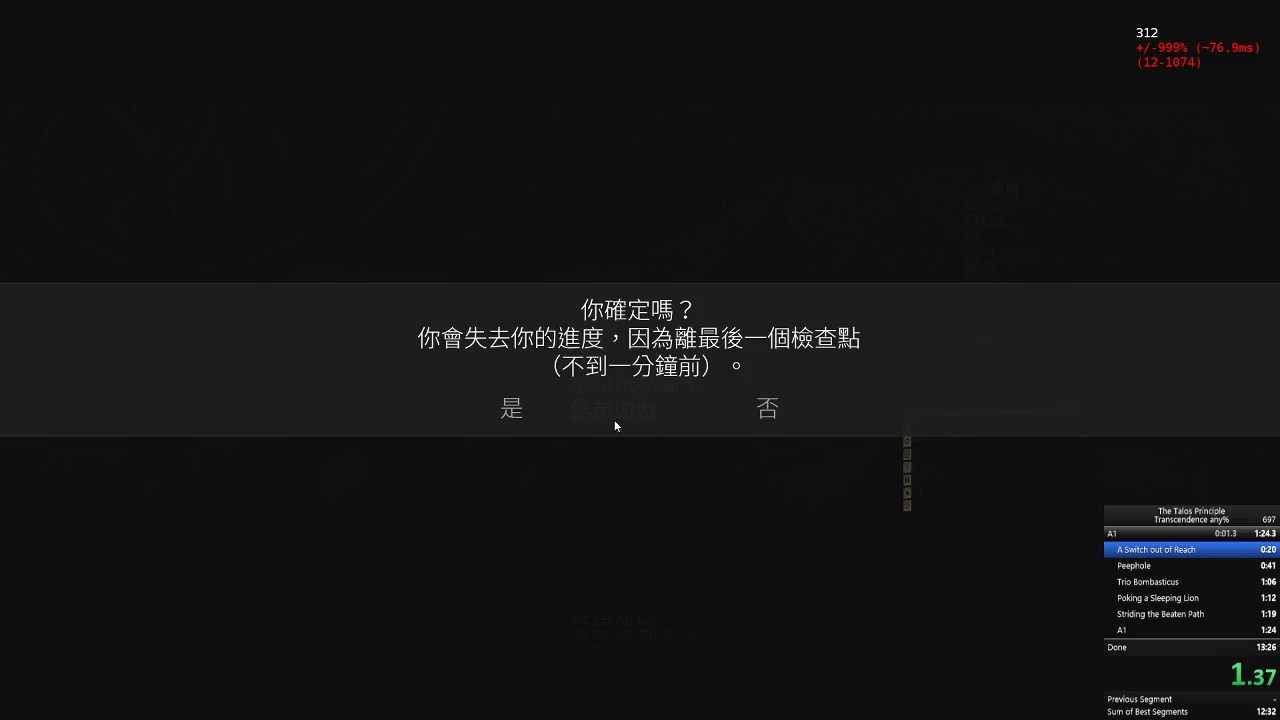 312
+/-999% (~76.9ms)
(12-1074)
你確定嗎？
你會失去你的進度，因為離最後一個檢查點
（不到一分鐘前）。
是 否
結束遊戲
The Talos Principle
Transcendence any% 697
A1 0:01.3 1:24.3
A Switch out of Reach 0:20
Peephole 0:41
Trio Bombasticus 1:06
Poking a Sleeping Lion 1:12
Striding the Beaten Path 1:19
A1 1:24
Done 13:26
1.37
Previous Segment -
Sum of Best Segments 12:32